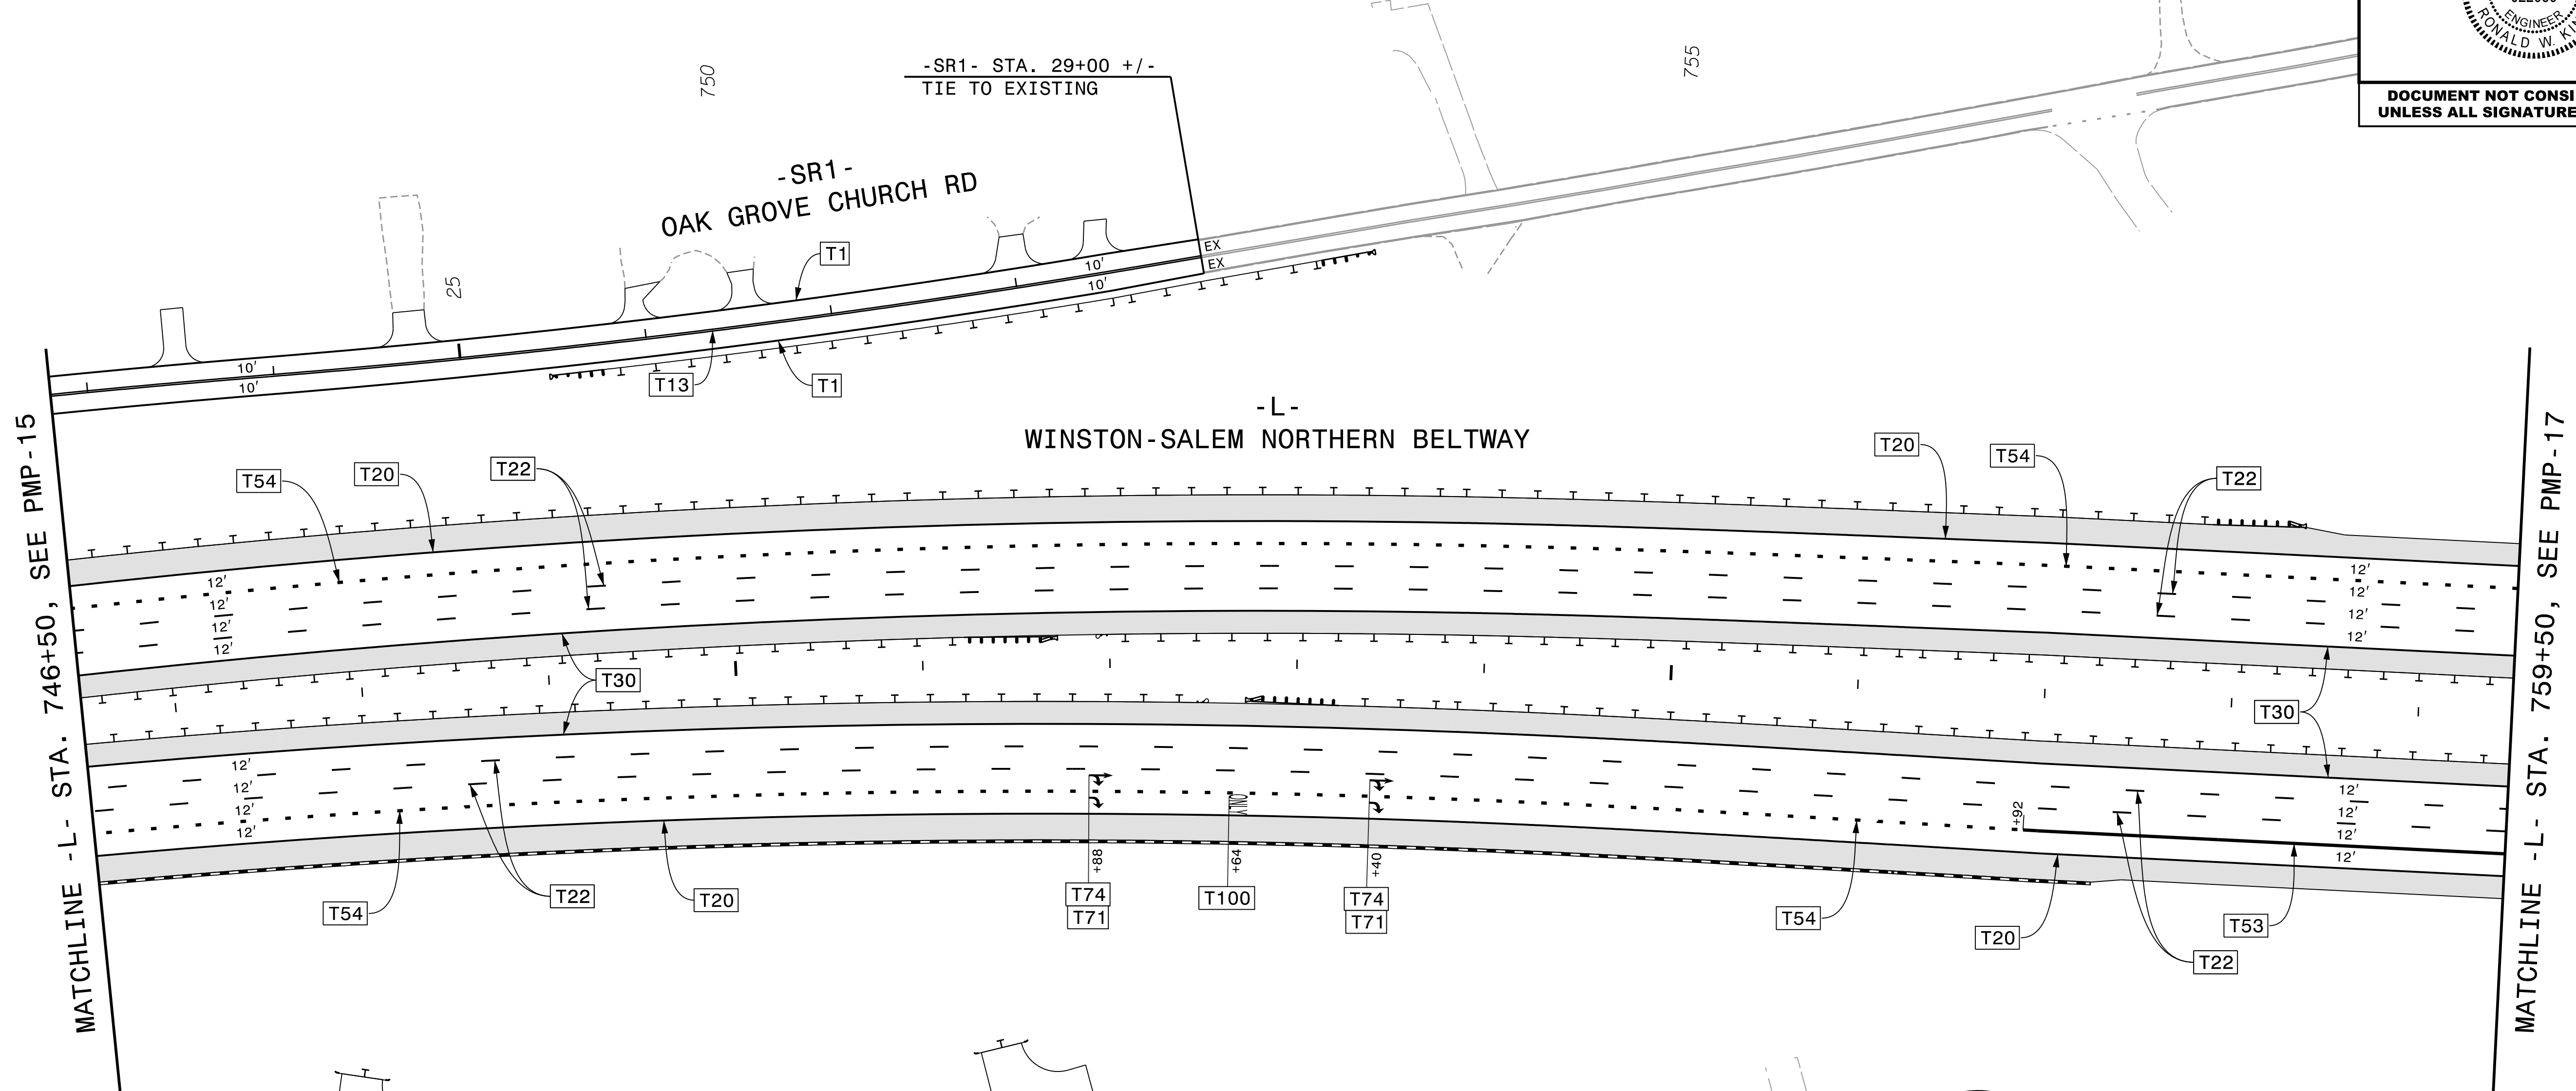 750
-SR1- STA. 29+00 +/-
TIE TO EXISTING
755
ENGINEER
RONALD W.
DOCUMENT NOT
UNLESS ALL
-SR1-
OAK GROVE CHURCH RD
T1
25
EX
EX
10'
10'
10'
10'
T13
T1
-L-
WINSTON-SALEM NORTHERN BELTWAY
MATCHLINE -L- STA. 746+50, SEE PMP-15
MATCHLINE -L- STA. 759+50, SEE PMP-17
T54
T20
T22
T20
T54
T22
12'
12'
12'
12'
12'
12'
12'
12'
T30
T30
12'
12'
12'
12'
12'
12'
12'
12'
ONLY
+92
+88
+64
+40
T54
T22
T20
T74
T71
T100
T74
T71
T54
T20
T22
T53